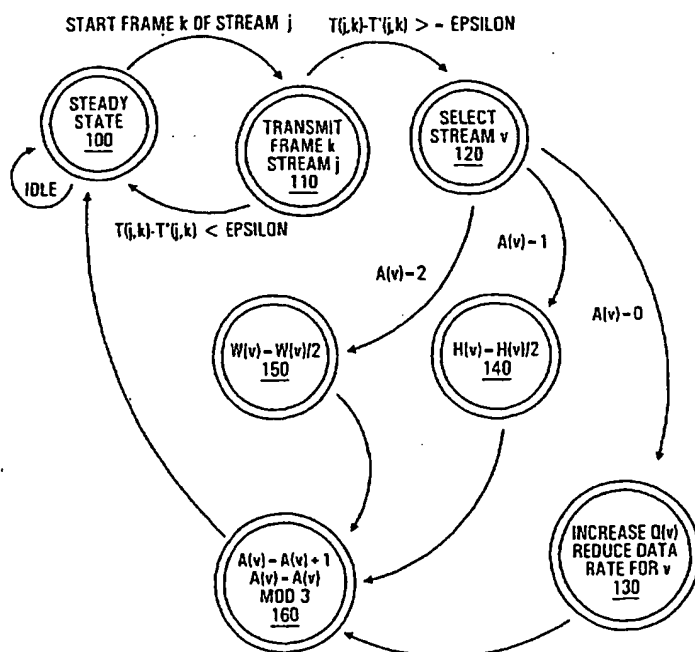 START FRAME k OF STREAM j
T(j,k)-T'(j,k) > - EPSILON
STEADY
STATE
100
TRANSMIT
FRAME k
STREAM j
110
SELECT
STREAM v
120
IDLE
T(j,k)-T'(j,k) < EPSILON
A(v)-1
A(v)-2
A(v)-0
W(v)-W(v)/2
150
H(v)-H(v)/2
140
A(v)-A(v)+1
A(v)-A(v)
MOD 3
160
INCREASE Q(v)
REDUCE DATA
RATE FOR v
130